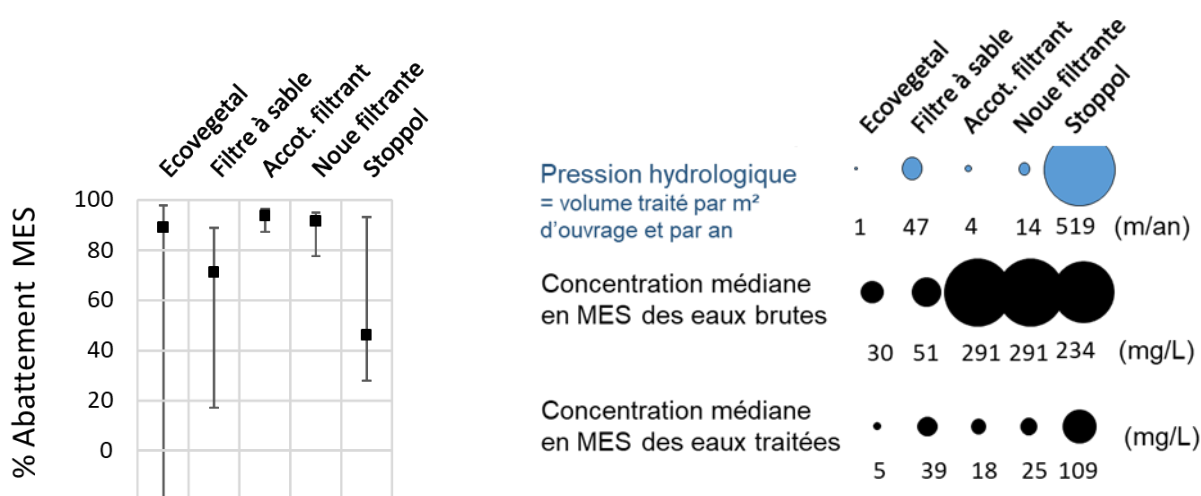 Ecovegetal
Filtre à sable
Accot. filtrant
Noue filtrante
Stoppol
% Abattement MES
100
80
60
40
20
0
Ecovegetal
Filtre à sable
Accot. filtrant
Noue filtrante
Stoppol
Pression hydrologique
= volume traité par m²
d'ouvrage et par an
1 47 4 14 519 (m/an)
Concentration médiane
en MES des eaux brutes
30 51 291 291 234 (mg/L)
Concentration médiane
en MES des eaux traitées
5 39 18 25 109 (mg/L)